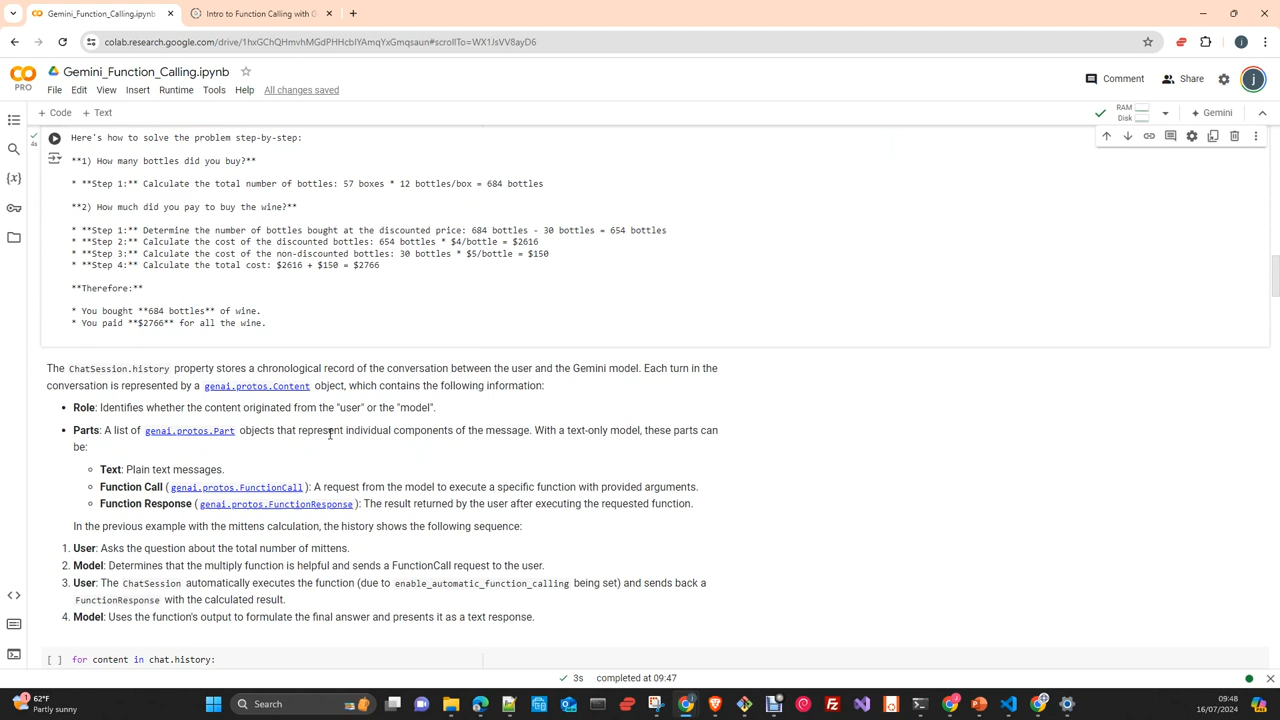 Gemini_Function_Calling.ipynb
Intro to Function Calling with G
colab.research.google.com/drive/1hxGChQHmvhMGdPHHcblYAmqYxGmqsaun#scrollTo=WX1JsVV8ayD6
j
PRO
Gemini_Function_Calling.ipynb
Comment
Share
j
File Edit View Insert Runtime Tools Help All changes saved
+ Code + Text
RAM
Disk
Gemini
4s
Here's how to solve the problem step-by-step:
**1) How many bottles did you buy?**
* **Step 1:** Calculate the total number of bottles: 57 boxes * 12 bottles/box = 684 bottles
**2) How much did you pay to buy the wine?**
* **Step 1:** Determine the number of bottles bought at the discounted price: 684 bottles - 30 bottles = 654 bottles
* **Step 2:** Calculate the cost of the discounted bottles: 654 bottles * $4/bottle = $2616
* **Step 3:** Calculate the cost of the non-discounted bottles: 30 bottles * $5/bottle = $150
* **Step 4:** Calculate the total cost: $2616 + $150 = $2766
**Therefore:**
* You bought **684 bottles** of wine.
* You paid **$2766** for all the wine.
The ChatSession.history property stores a chronological record of the conversation between the user and the Gemini model. Each turn in the
conversation is represented by a genai.protos.Content object, which contains the following information:
• Role: Identifies whether the content originated from the "user" or the "model".
• Parts: A list of genai.protos.Part objects that represent individual components of the message. With a text-only model, these parts can
be:
◦ Text: Plain text messages.
◦ Function Call (genai.protos.FunctionCall): A request from the model to execute a specific function with provided arguments.
◦ Function Response (genai.protos.FunctionResponse): The result returned by the user after executing the requested function.
In the previous example with the mittens calculation, the history shows the following sequence:
1. User: Asks the question about the total number of mittens.
2. Model: Determines that the multiply function is helpful and sends a FunctionCall request to the user.
3. User: The ChatSession automatically executes the function (due to enable_automatic_function_calling being set) and sends back a
FunctionResponse with the calculated result.
4. Model: Uses the function's output to formulate the final answer and presents it as a text response.
[ ] for content in chat.history:
3s completed at 09:47
62°F
Partly sunny
Search
09:48
16/07/2024